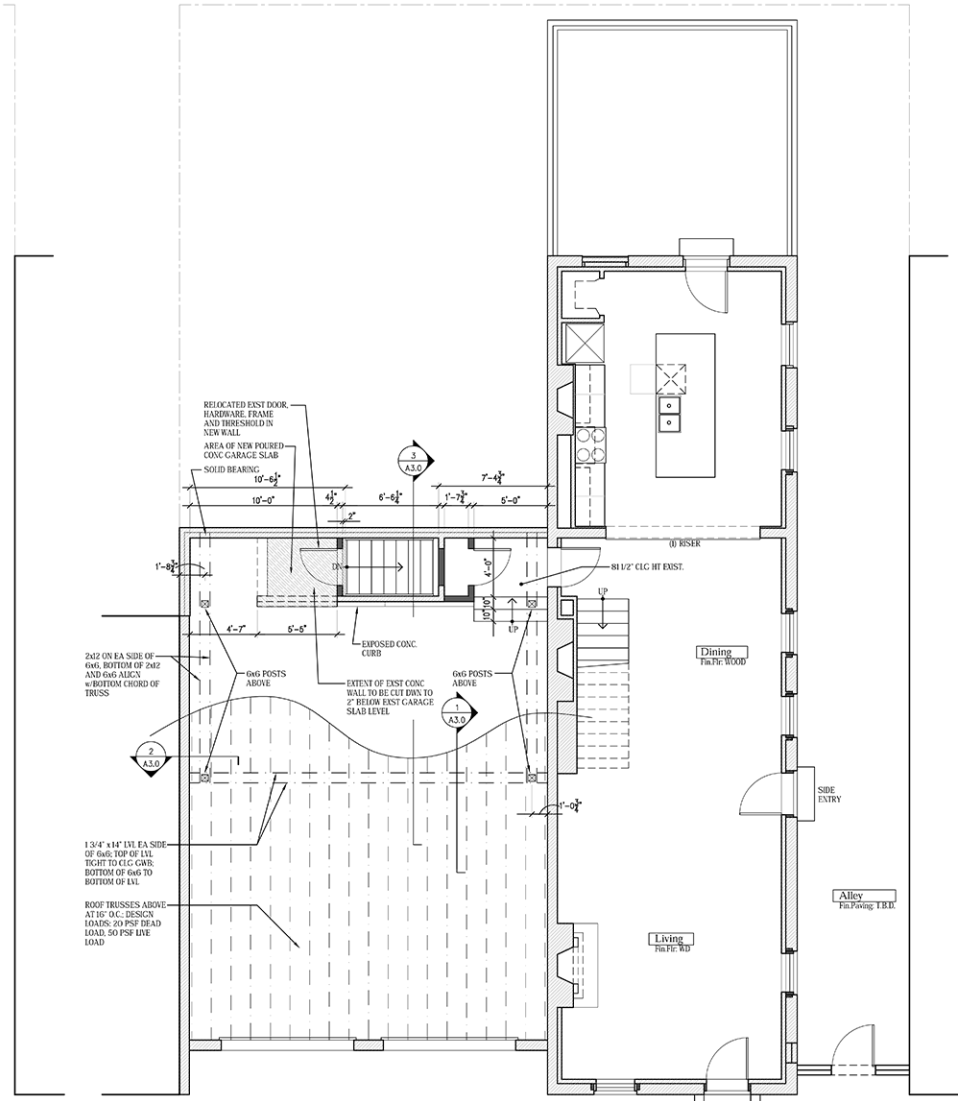 RELOCATED EXST DOOR,
HARDWARE, FRAME
AND THRESHOLD IN
NEW WALL
AREA OF NEW POURED
CONC GARAGE SLAB
SOLID BEARING
3
A3.0
10'-6½"
7'-4¾"
10'-0"
4½"
6'-6¼"
1'-7¾"
5'-0"
2"
(1) RISER
1'-8¾"
DN
4'-0"
81 1/2" CLG HT EXIST.
10"
10"
UP
UP
4'-7"
5'-5"
EXPOSED CONC.
CURB
Dining
Fin.Flr: WOOD
2x12 ON EA SIDE OF
6x6, BOTTOM OF 2x12
AND 6x6 ALIGN
w/BOTTOM CHORD OF
TRUSS
6x6 POSTS
ABOVE
EXTENT OF EXST CONC
WALL TO BE CUT DWN TO
2" BELOW EXST GARAGE
SLAB LEVEL
6x6 POSTS
ABOVE
1
A3.0
2
A3.0
SIDE
ENTRY
1'-0¾"
1 3/4" x 14" LVL EA SIDE
OF 6x6; TOP OF LVL
TIGHT TO CLG GWB;
BOTTOM OF 6x6 TO
BOTTOM OF LVL
ROOF TRUSSES ABOVE
AT 16" O.C.; DESIGN
LOADS: 20 PSF DEAD
LOAD, 50 PSF LIVE
LOAD
Alley
Fin.Paving: T.B.D.
Living
Fin.Flr: WD